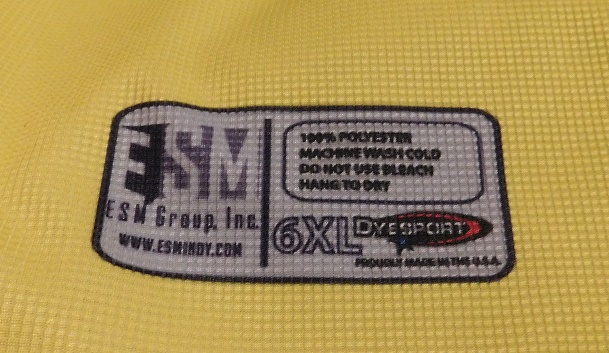 ESM
ESM Group, Inc.
WWW.ESMINDY.COM
100% POLYESTER
MACHINE WASH COLD
DO NOT USE BLEACH
HANG TO DRY
6XL DYESPORT
PROUDLY MADE IN THE U.S.A.